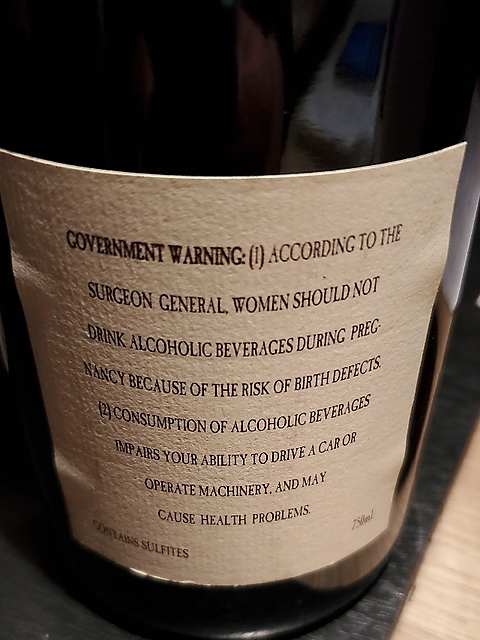 GOVERNMENT WARNING: (1) ACCORDING TO THE
SURGEON GENERAL, WOMEN SHOULD NOT
DRINK ALCOHOLIC BEVERAGES DURING PREG-
NANCY BECAUSE OF THE RISK OF BIRTH DEFECTS.
(2) CONSUMPTION OF ALCOHOLIC BEVERAGES
IMPAIRS YOUR ABILITY TO DRIVE A CAR OR
OPERATE MACHINERY, AND MAY
CAUSE HEALTH PROBLEMS.
CONTAINS SULFITES
750ml